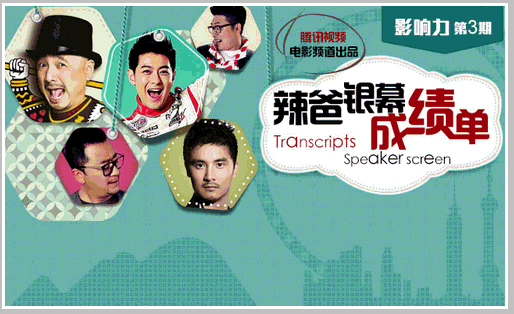 影响力 第3期
腾讯视频
电影频道出品
辣爸银幕
成绩单
Transcripts
Speaker screen